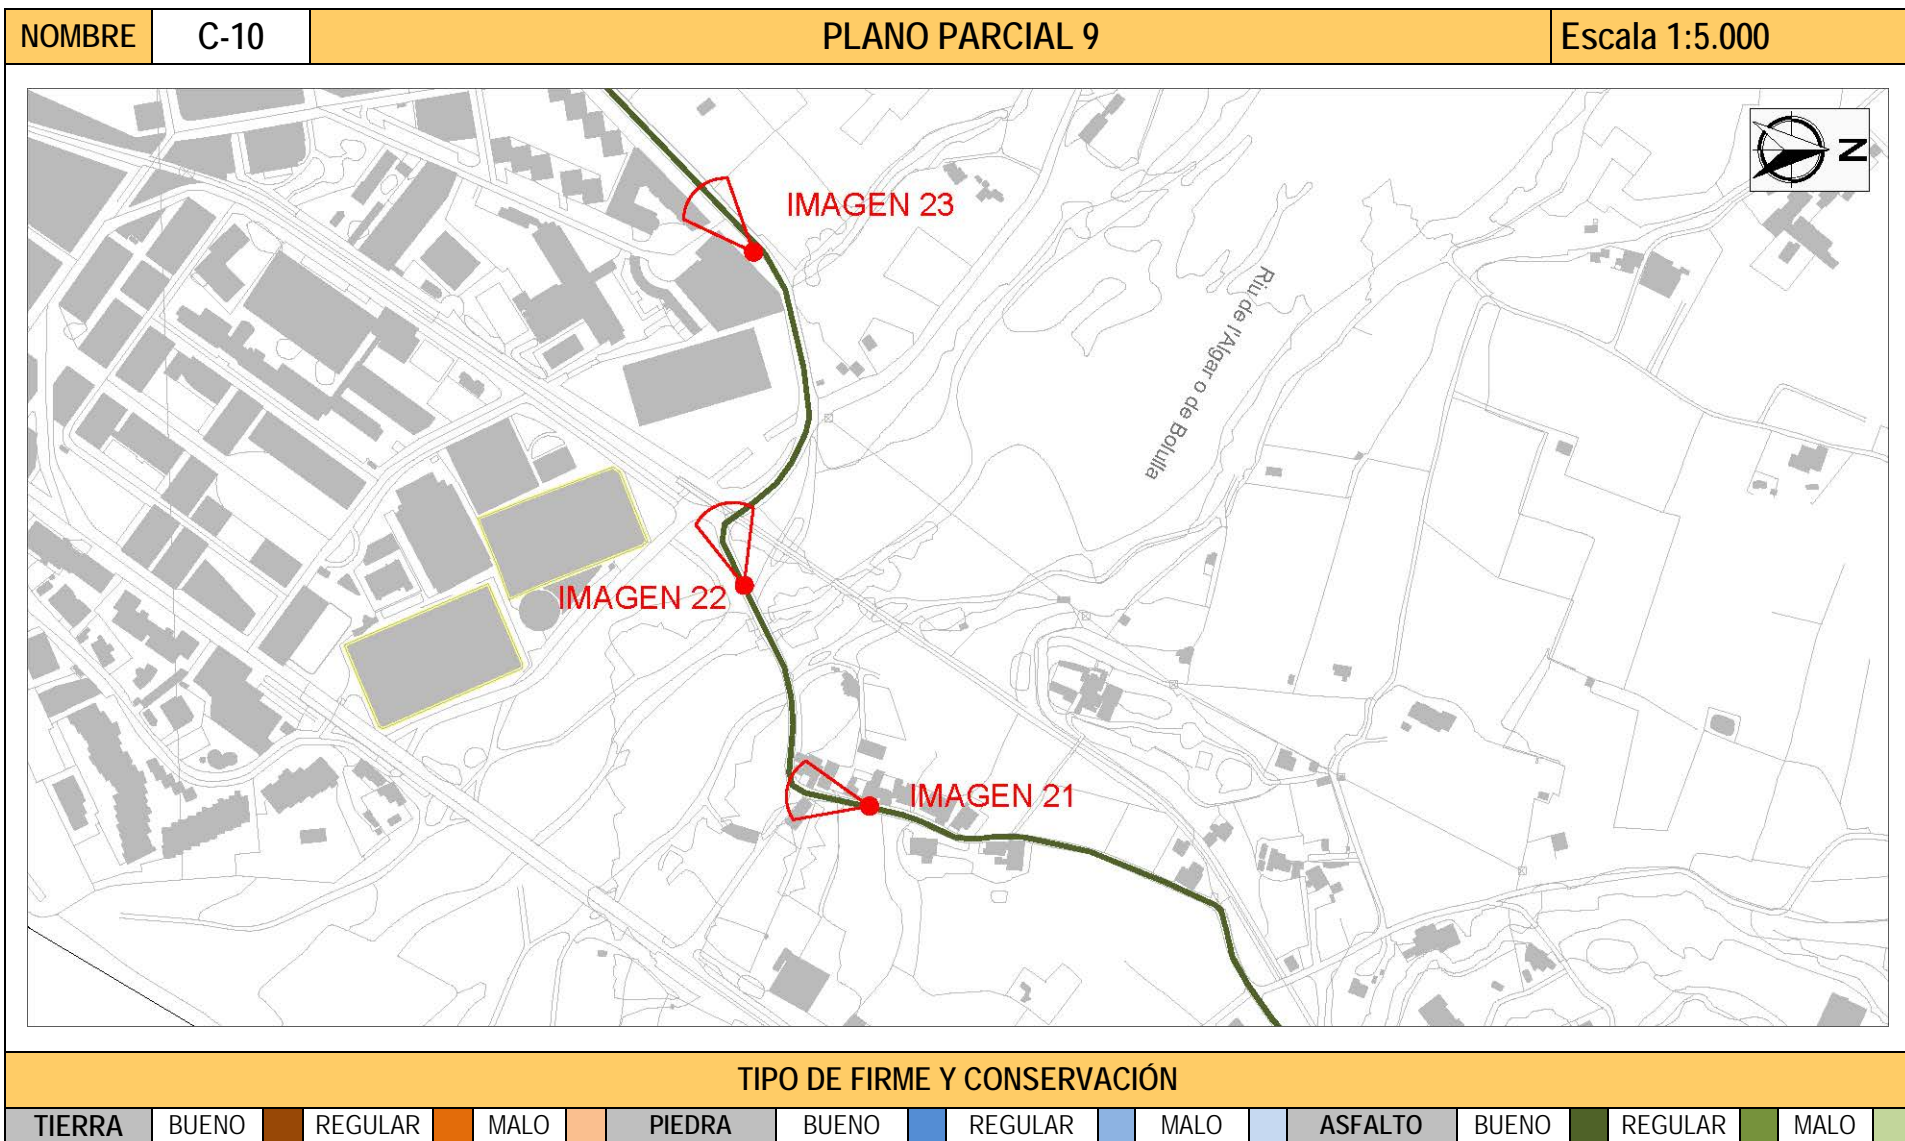 NOMBRE C-10 PLANO PARCIAL 9 Escala 1:5.000
N
IMAGEN 23
Riu de l'Algar o de Bolulla
IMAGEN 22
IMAGEN 21
TIPO DE FIRME Y CONSERVACIÓN
TIERRA BUENO REGULAR MALO PIEDRA BUENO REGULAR MALO ASFALTO BUENO REGULAR MALO